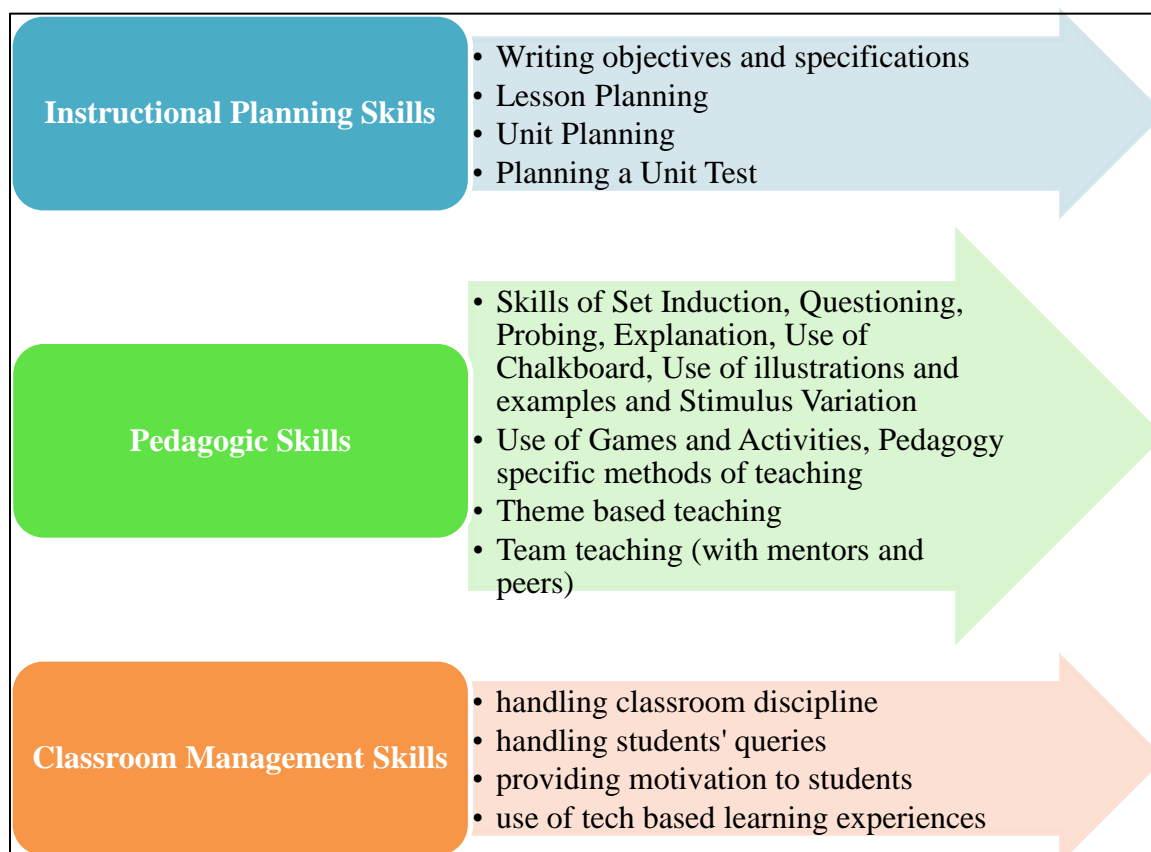 Instructional Planning Skills
• Writing objectives and specifications
• Lesson Planning
• Unit Planning
• Planning a Unit Test
Pedagogic Skills
• Skills of Set Induction, Questioning,
Probing, Explanation, Use of
Chalkboard, Use of illustrations and
examples and Stimulus Variation
• Use of Games and Activities, Pedagogy
specific methods of teaching
• Theme based teaching
• Team teaching (with mentors and
peers)
Classroom Management Skills
• handling classroom discipline
• handling students' queries
• providing motivation to students
• use of tech based learning experiences